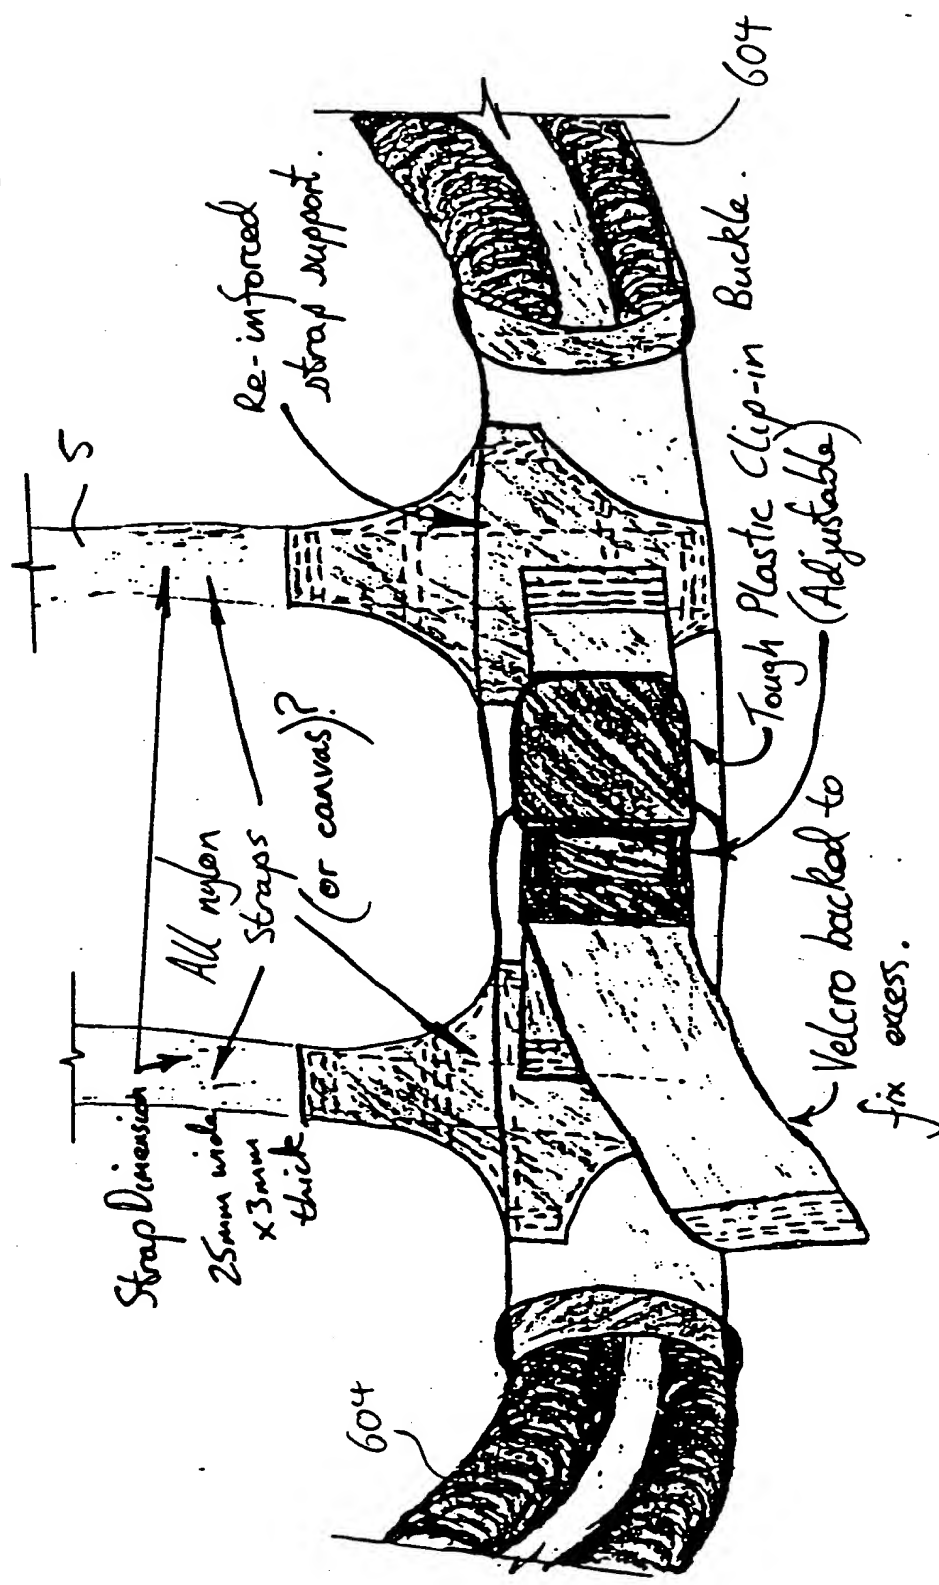 604
Re-inforced
strap support.
5
All nylon
straps
(or canvas)?
Strap Dimension
25mm wide
x3mm
thick
604
Tough Plastic Clip-in Buckle.
(Adjustable)
Velcro backed to
fix excess.